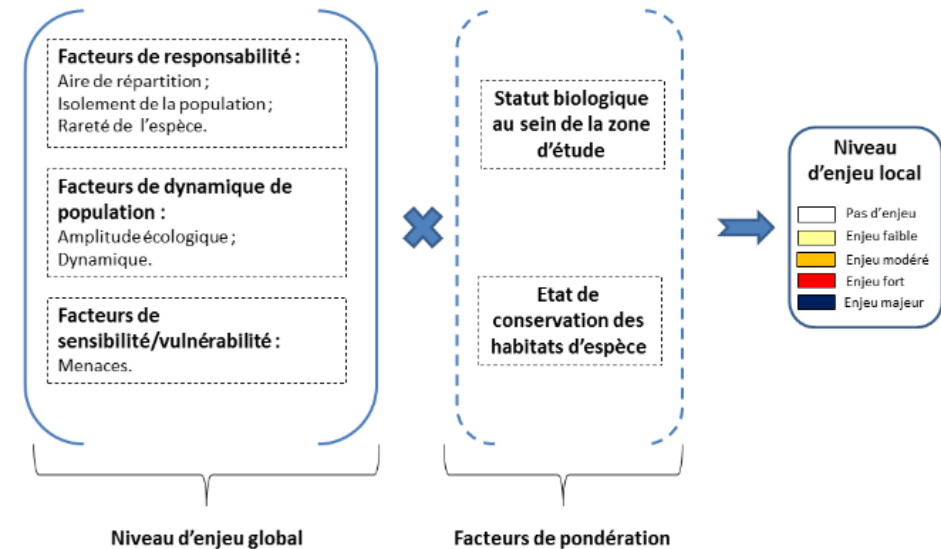 Facteurs de responsabilité :
Aire de répartition ;
Isolement de la population ;
Rareté de l'espèce.
Facteurs de dynamique de
population :
Amplitude écologique ;
Dynamique.
Facteurs de
sensibilité/vulnérabilité :
Menaces.
Niveau d'enjeu global
Statut biologique
au sein de la zone
d'étude
Etat de
conservation des
habitats d'espèce
Facteurs de pondération
Niveau
d'enjeu local
Pas d'enjeu
Enjeu faible
Enjeu modéré
Enjeu fort
Enjeu majeur